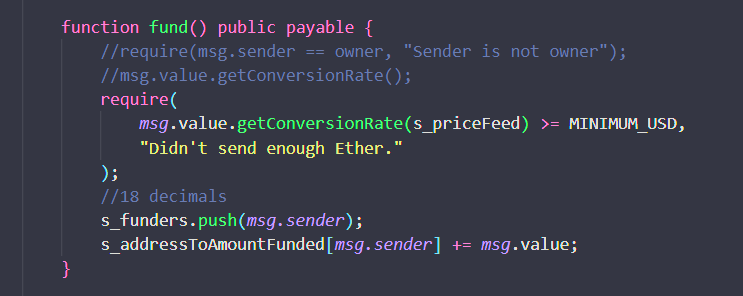 function fund() public payable {
//require(msg.sender == owner, "Sender is not owner");
//msg.value.getConversionRate();
require(
msg.value.getConversionRate(s_priceFeed) >= MINIMUM_USD,
"Didn't send enough Ether."
);
//18 decimals
s_funders.push(msg.sender);
s_addressToAmountFunded[msg.sender] += msg.value;
}